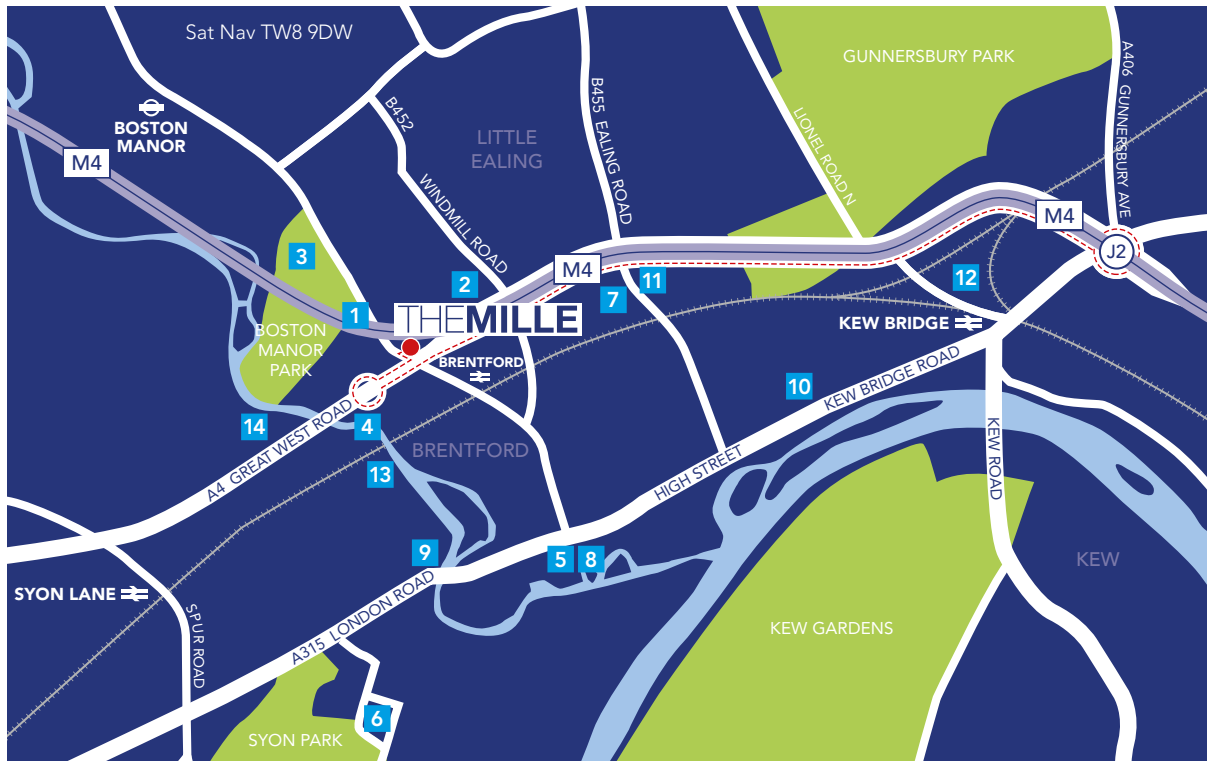 Sat Nav TW8 9DW
GUNNERSBURY PARK
A406 GUNNERSBURY AVE
B452
B455 EALING ROAD
LIONEL ROAD N
BOSTON
MANOR
LITTLE
EALING
M4
WINDMILL ROAD
M4
J2
3
2
M4
7
11
12
1
THEMILLE
KEW BRIDGE
BOSTON
MANOR
PARK
BRENTFORD
10
KEW BRIDGE ROAD
14
A4 GREAT WEST ROAD
4
BRENTFORD
13
HIGH STREET
KEW ROAD
9
5
8
KEW
SYON LANE
SPUR ROAD
A315 LONDON ROAD
KEW GARDENS
6
SYON PARK